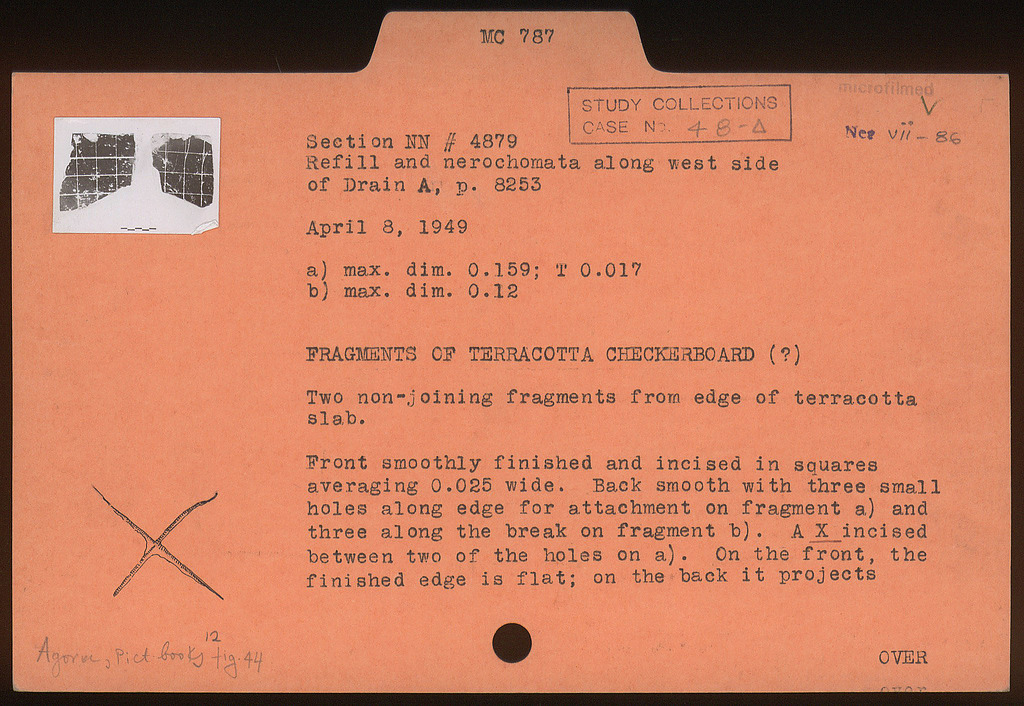 MC 787
microfilmed
STUDY COLLECTIONS
CASE No. 48-Δ
Neg vii-86
Section NN # 4879
Refill and nerochomata along west side
of Drain A, p. 8253
April 8, 1949
a) max. dim. 0.159; T 0.017
b) max. dim. 0.12
FRAGMENTS OF TERRACOTTA CHECKERBOARD (?)
Two non-joining fragments from edge of terracotta
slab.
Front smoothly finished and incised in squares
averaging 0.025 wide. Back smooth with three small
holes along edge for attachment on fragment a) and
three along the break on fragment b). A X incised
between two of the holes on a). On the front, the
finished edge is flat; on the back it projects
Agora, Pict. books 12 fig. 44
OVER
over